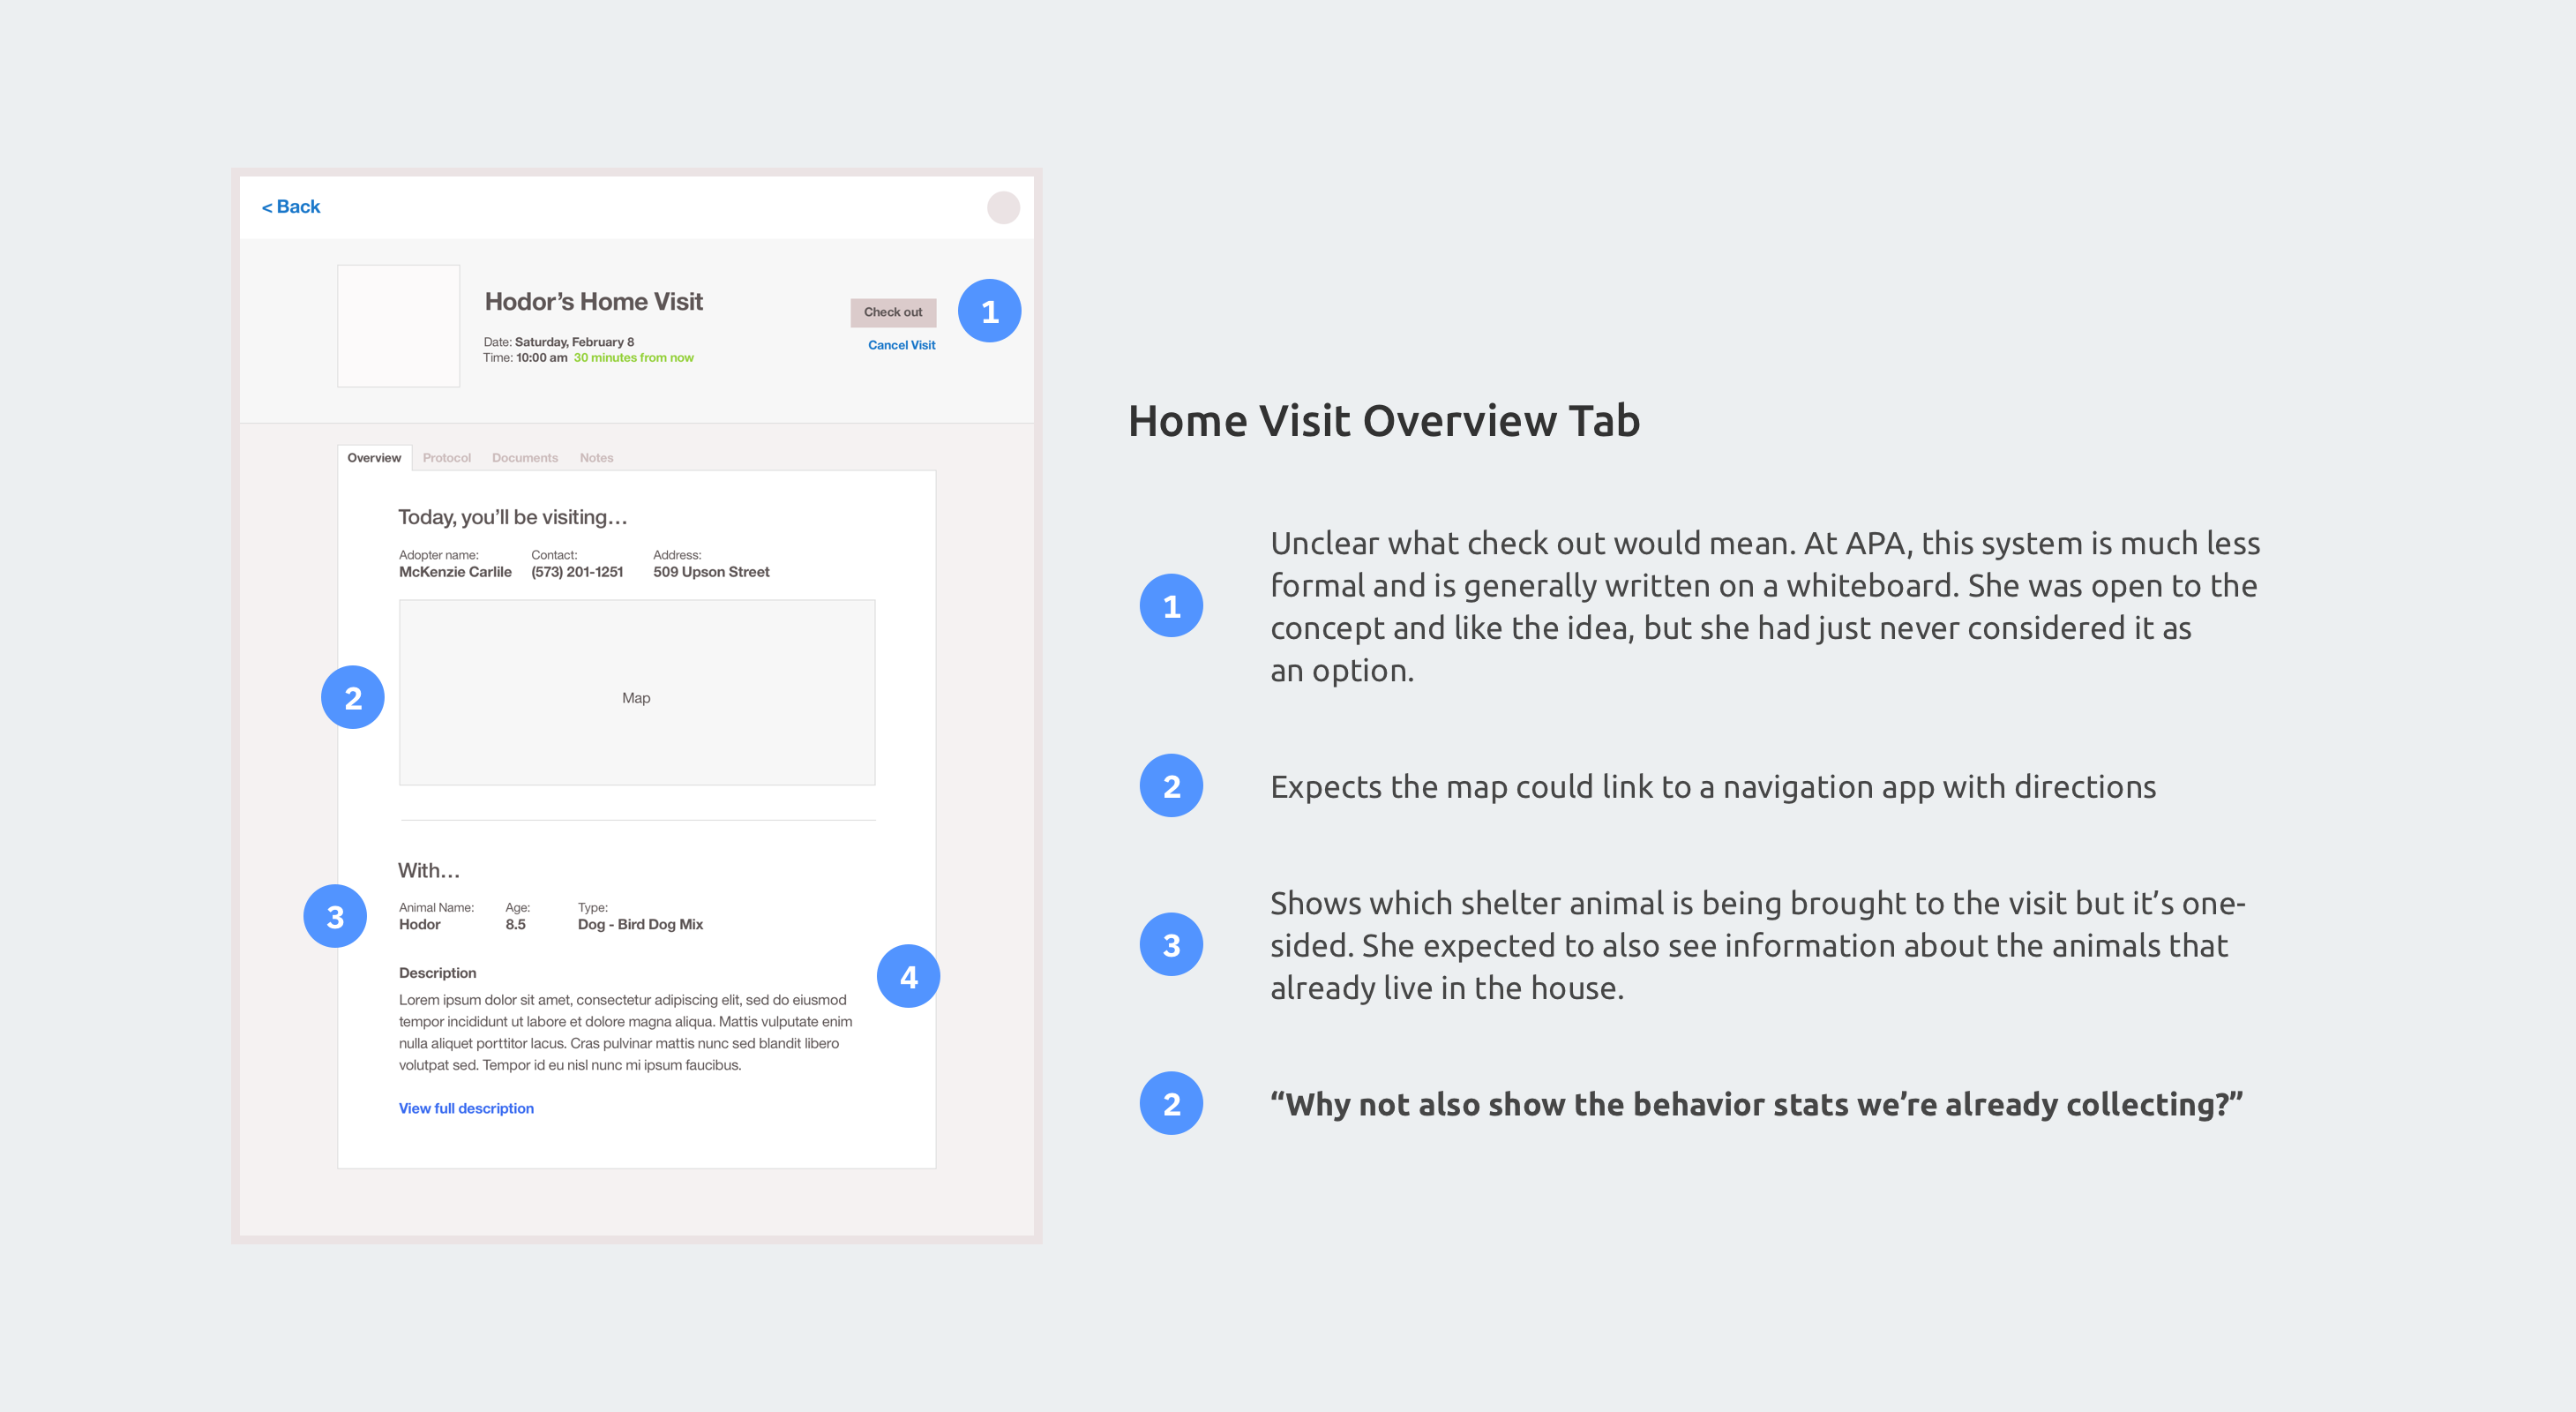 < Back
Hodor’s Home Visit
Date: Saturday, February 8
Time: 10:00 am 30 minutes from now
Check out
Cancel Visit
1
Overview Protocol Documents Notes
Today, you’ll be visiting…
Adopter name: Contact: Address:
McKenzie Carlile (573) 201-1251 509 Upson Street
2
Map
With…
3
Animal Name: Age: Type:
Hodor 8.5 Dog - Bird Dog Mix
4
Description
Lorem ipsum dolor sit amet, consectetur adipiscing elit, sed do eiusmod
tempor incididunt ut labore et dolore magna aliqua. Mattis vulputate enim
nulla aliquet porttitor lacus. Cras pulvinar mattis nunc sed blandit libero
volutpat sed. Tempor id eu nisl nunc mi ipsum faucibus.
View full description
Home Visit Overview Tab
1
Unclear what check out would mean. At APA, this system is much less
formal and is generally written on a whiteboard. She was open to the
concept and like the idea, but she had just never considered it as
an option.
2
Expects the map could link to a navigation app with directions
3
Shows which shelter animal is being brought to the visit but it’s one-
sided. She expected to also see information about the animals that
already live in the house.
2
“Why not also show the behavior stats we’re already collecting?”